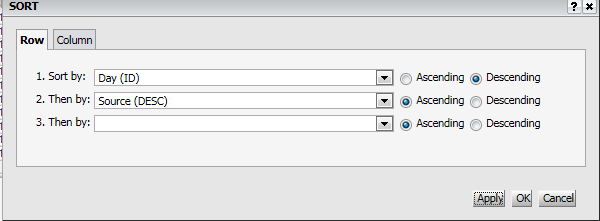 SORT ? ×
Row Column
1. Sort by: Day (ID) Ascending Descending
2. Then by: Source (DESC) Ascending Descending
3. Then by: Ascending Descending
Apply OK Cancel